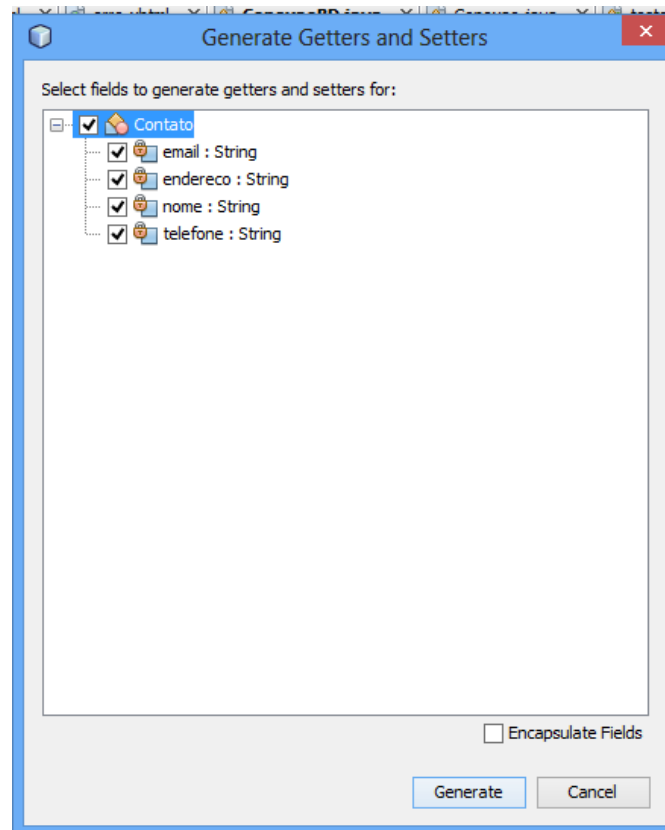 Generate Getters and Setters
Select fields to generate getters and setters for:
Contato
email : String
endereco : String
nome : String
telefone : String
Encapsulate Fields
Generate Cancel